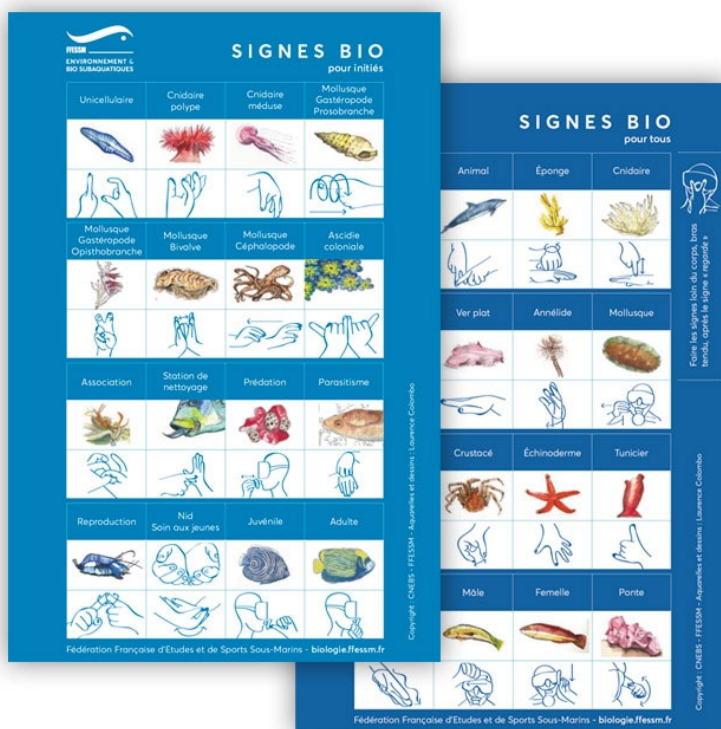 FFESSM
ENVIRONNEMENT &
BIO SUBAQUATIQUES
SIGNES BIO
pour initiés
Unicellulaire
Cnidaire
polype
Cnidaire
méduse
Mollusque
Gastéropode
Prosobranche
Mollusque
Gastéropode
Opisthobranche
Mollusque
Bivalve
Mollusque
Céphalopode
Ascidie
coloniale
Association
Station de
nettoyage
Prédation
Parasitisme
Reproduction
Nid
Soin aux jeunes
Juvénile
Adulte
Copyright : CNEBS - FFESSM - Aquarelles et dessins : Laurence Colombo
Fédération Française d'Etudes et de Sports Sous-Marins - biologie.ffessm.fr
SIGNES BIO
pour tous
Animal
Éponge
Cnidaire
Ver plat
Annélide
Mollusque
Crustacé
Échinoderme
Tunicier
Mâle
Femelle
Ponte
Faire les signes loin du corps, bras
tendu, après le signe « regarde »
Copyright : CNEBS - FFESSM - Aquarelles et dessins : Laurence Colombo
Fédération Française d'Etudes et de Sports Sous-Marins - biologie.ffessm.fr